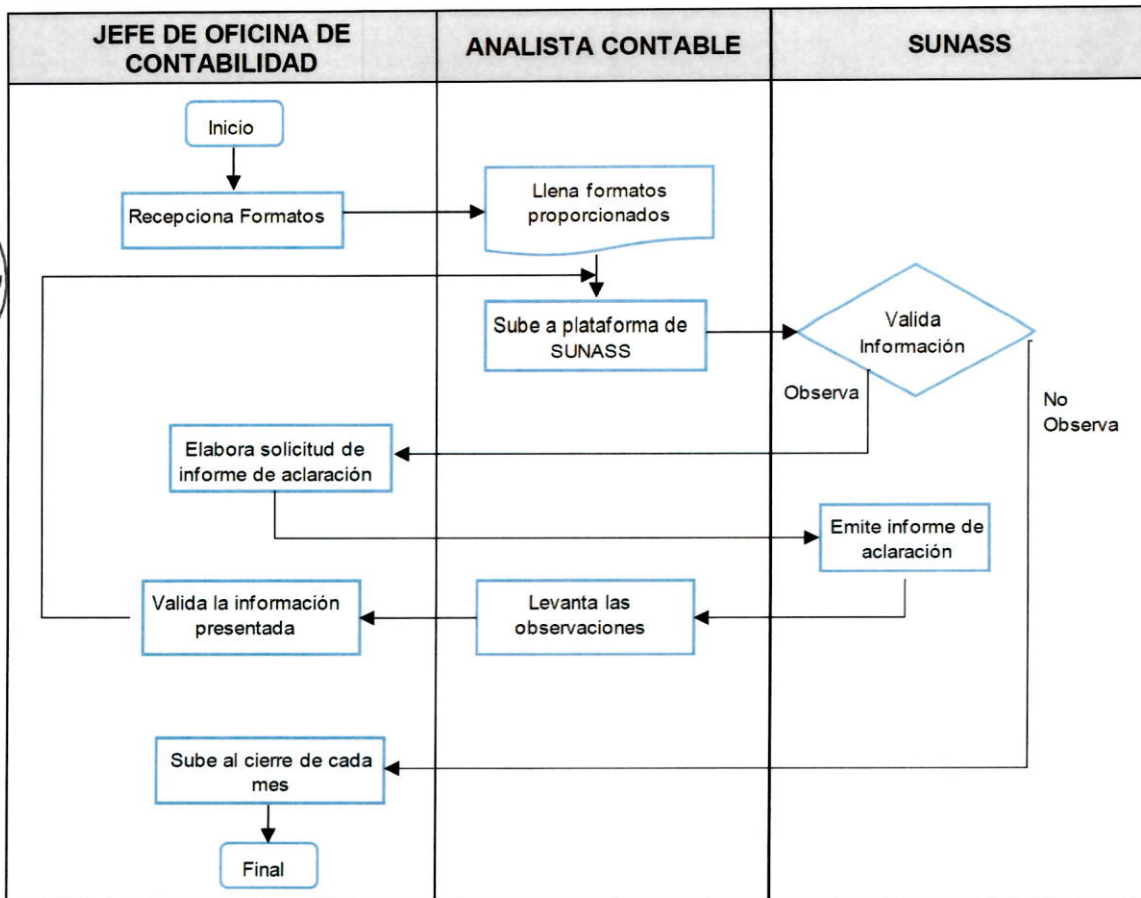 JEFE DE OFICINA DE
CONTABILIDAD
ANALISTA CONTABLE
SUNASS
Inicio
Recepciona Formatos
Llena formatos
proporcionados
Sube a plataforma de
SUNASS
Valida
Información
Observa
No
Observa
Elabora solicitud de
informe de aclaración
Emite informe de
aclaración
Levanta las
observaciones
Valida la información
presentada
Sube al cierre de cada
mes
Final